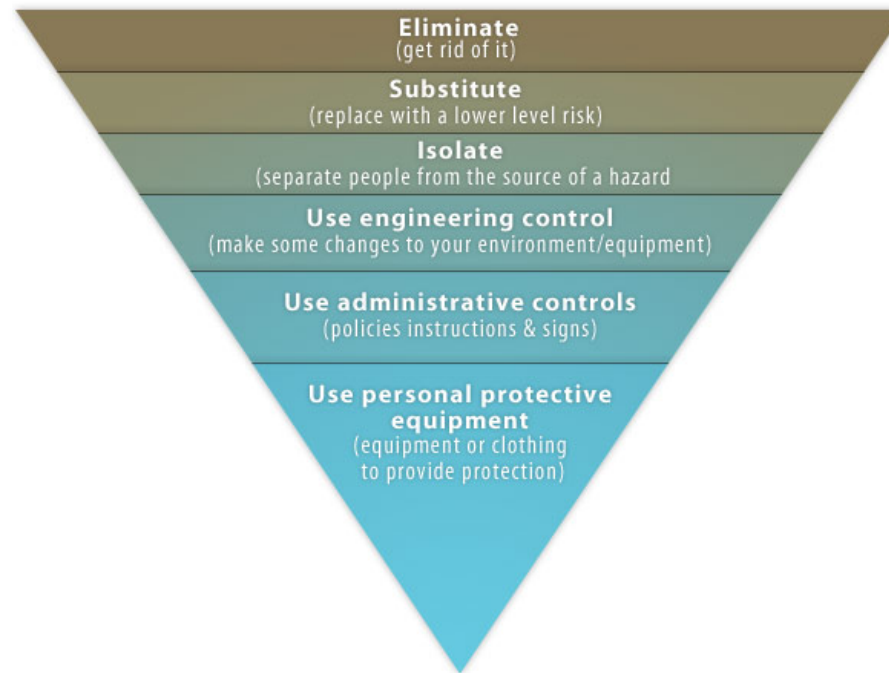 Eliminate
(get rid of it)
Substitute
(replace with a lower level risk)
Isolate
(separate people from the source of a hazard
Use engineering control
(make some changes to your environment/equipment)
Use administrative controls
(policies instructions & signs)
Use personal protective
equipment
(equipment or clothing
to provide protection)